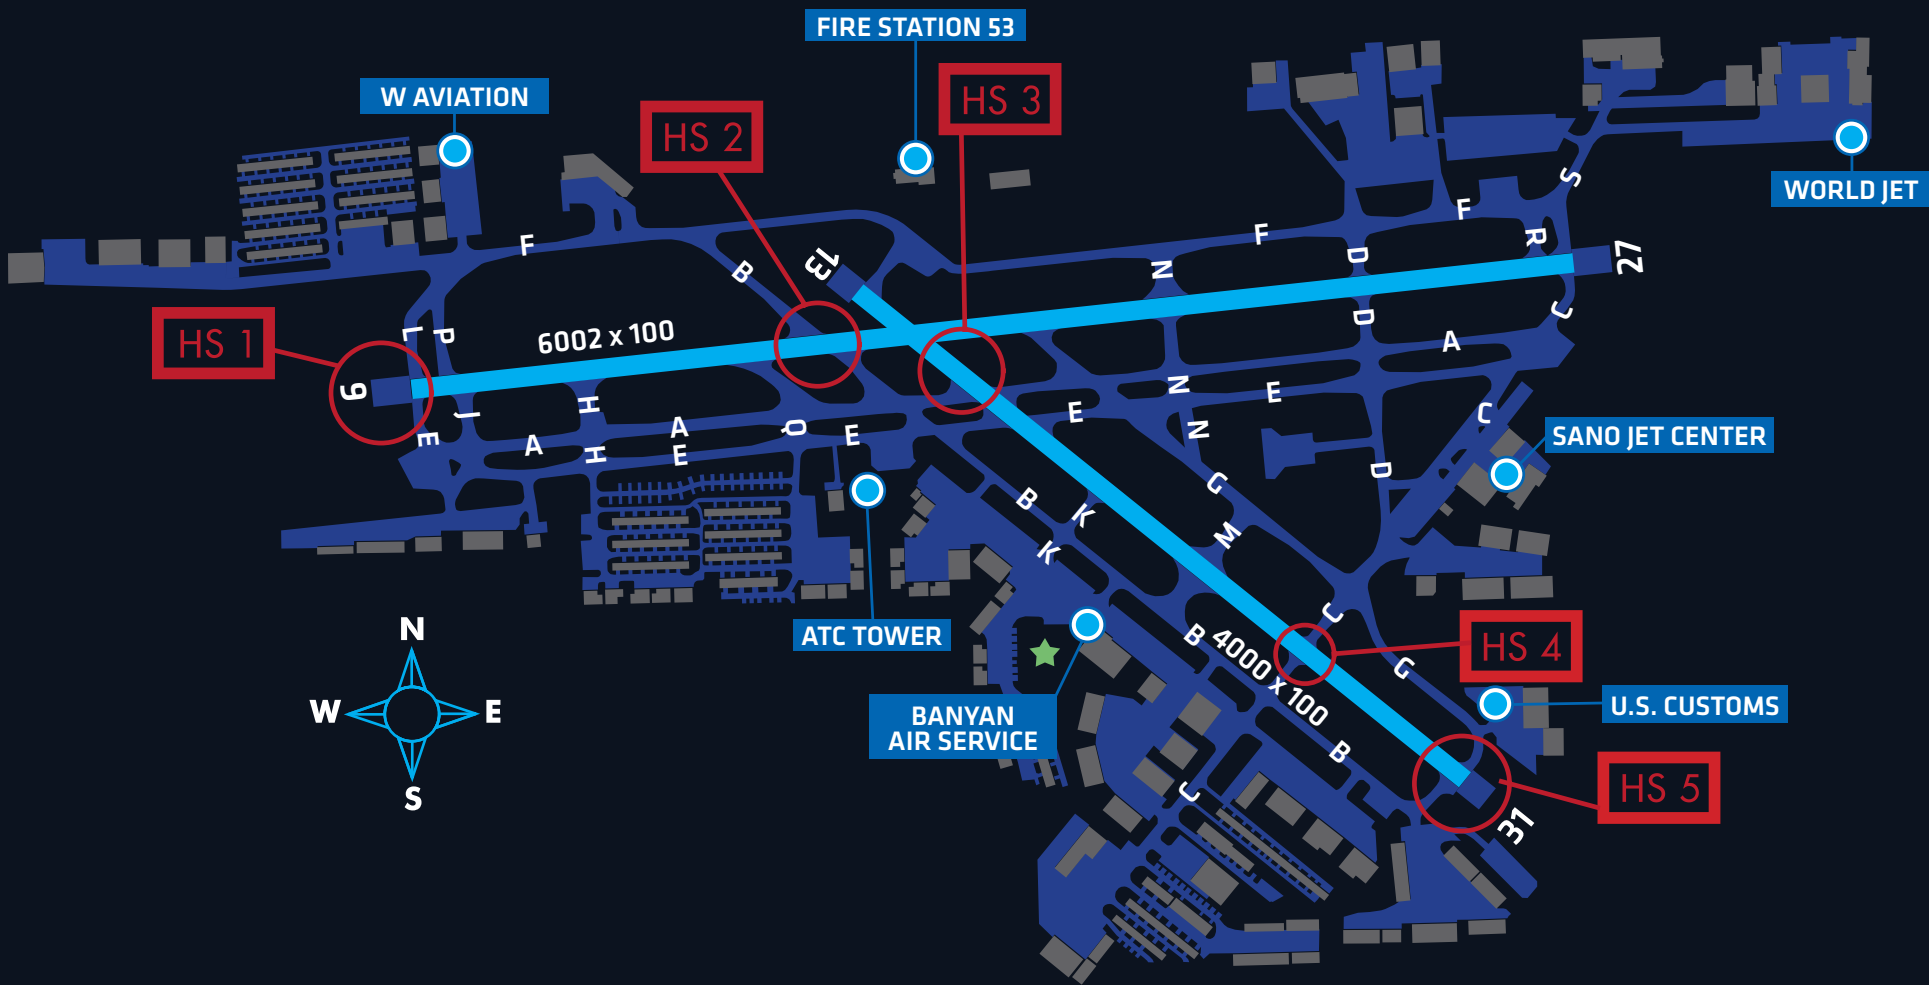 FIRE STATION 53
W AVIATION
HS 3
HS 2
WORLD JET
S
F
F
F
R
13
B
N
D
27
HS 1
L
P
6002 x 100
D
C
A
9
N
E
J
H
A
Q
E
E
N
C
E
A
H
E
D
SANO JET CENTER
B
K
G
M
K
ATC TOWER
N
W
E
S
B
4000 x 100
C
HS 4
G
BANYAN
AIR SERVICE
U.S. CUSTOMS
B
C
HS 5
31